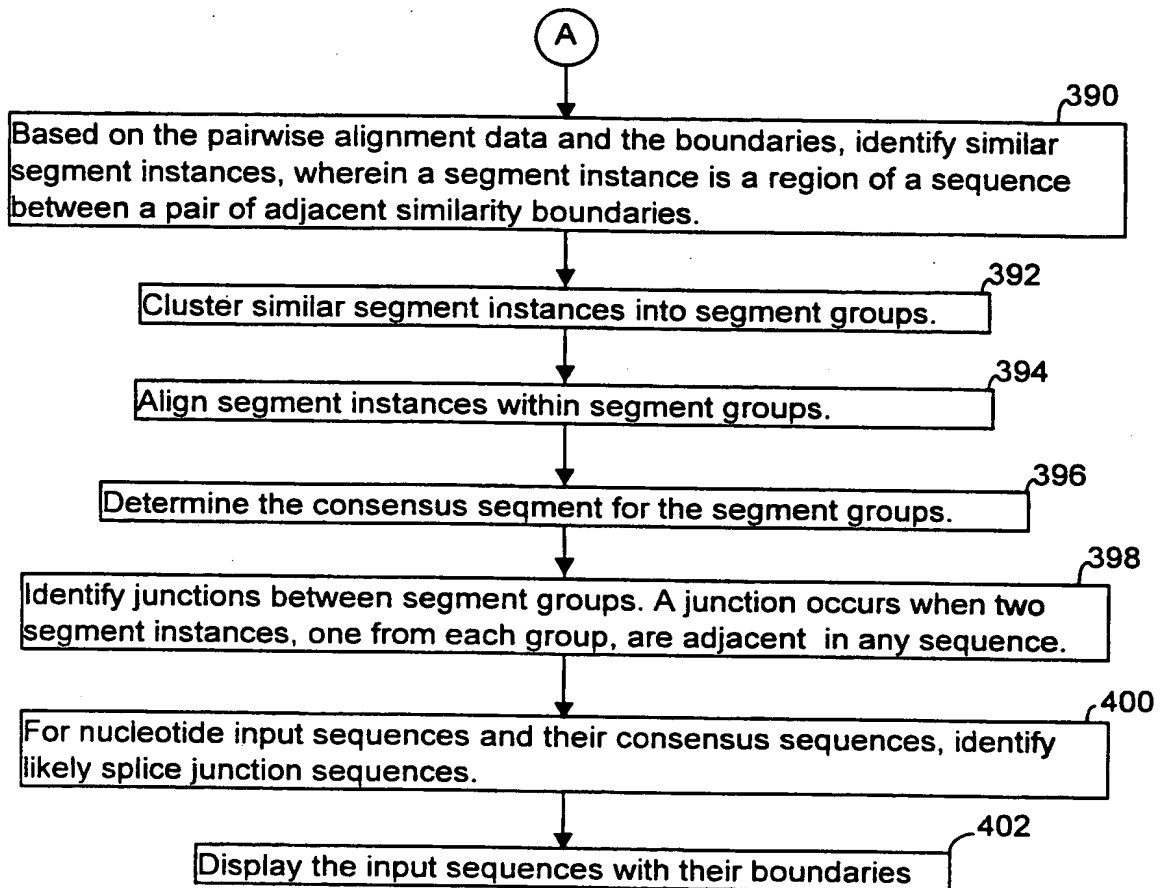 A
390
Based on the pairwise alignment data and the boundaries, identify similar
segment instances, wherein a segment instance is a region of a sequence
between a pair of adjacent similarity boundaries.
392
Cluster similar segment instances into segment groups.
394
Align segment instances within segment groups.
396
Determine the consensus seqment for the segment groups.
398
Identify junctions between segment groups. A junction occurs when two
segment instances, one from each group, are adjacent in any sequence.
400
For nucleotide input sequences and their consensus sequences, identify
likely splice junction sequences.
402
Display the input sequences with their boundaries